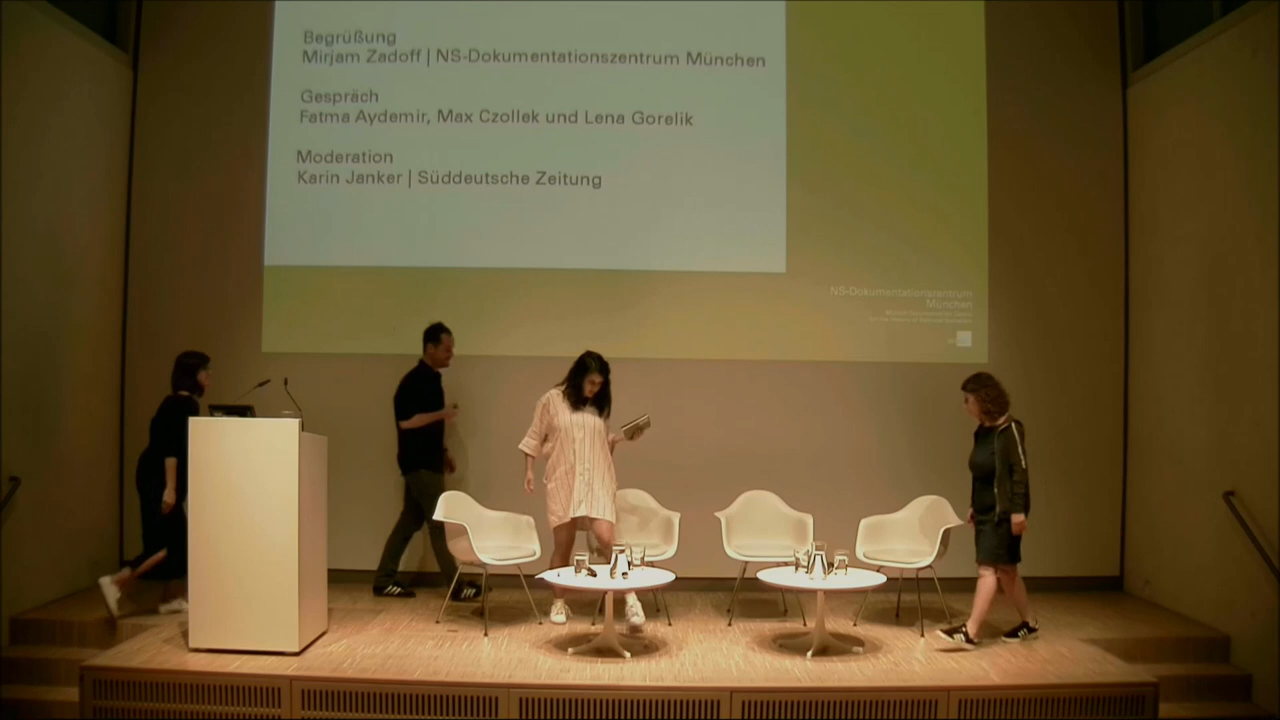 Begrüßung
Mirjam Zadoff | NS-Dokumentationszentrum München
Gespräch
Fatma Aydemir, Max Czollek und Lena Gorelik
Moderation
Karin Janker | Süddeutsche Zeitung
NS-Dokumentationszentrum
München